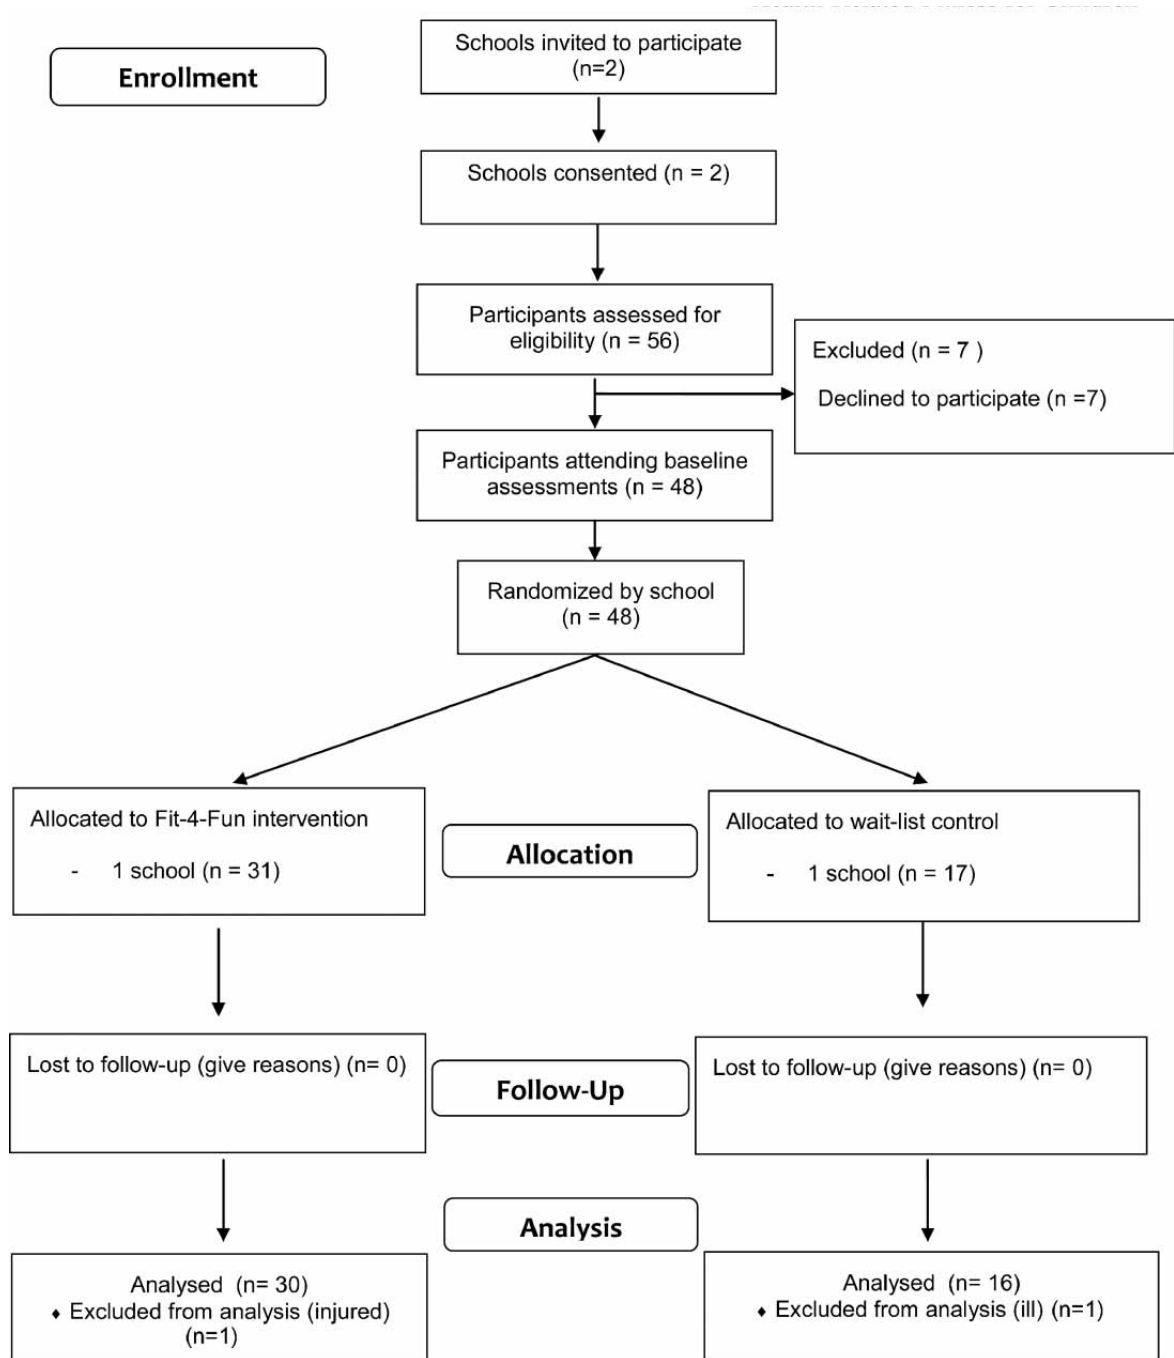 Enrollment
Schools invited to participate
(n=2)
Schools consented (n = 2)
Participants assessed for
eligibility (n = 56)
Excluded (n = 7 )
Declined to participate (n =7)
Participants attending baseline
assessments (n = 48)
Randomized by school
(n = 48)
Allocated to Fit-4-Fun intervention
- 1 school (n = 31)
Allocation
Allocated to wait-list control
- 1 school (n = 17)
Lost to follow-up (give reasons) (n= 0)
Follow-Up
Lost to follow-up (give reasons) (n= 0)
Analysis
Analysed (n= 30)
♦ Excluded from analysis (injured)
(n=1)
Analysed (n= 16)
♦ Excluded from analysis (ill) (n=1)